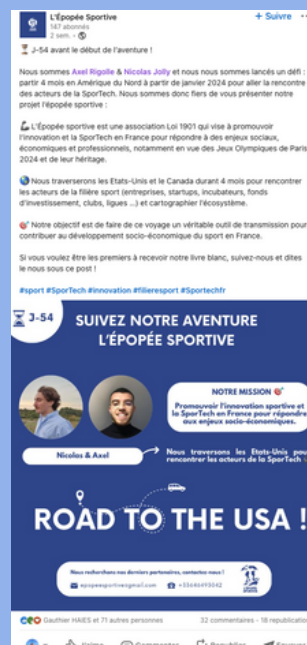 L'Épopée Sportive
147 abonnés
2 sem. •
+ Suivre
⏳ J-54 avant le début de l'aventure !
Nous sommes Axel Rigolle & Nicolas Jolly et nous nous sommes lancés un défi :
partir 4 mois en Amérique du Nord à partir de janvier 2024 pour aller la rencontre
des acteurs de la SporTech. Nous sommes donc fiers de vous présenter notre
projet l'épopée sportive :
💪 L'Épopée sportive est une association Loi 1901 qui vise à promouvoir
l'innovation et la SporTech en France pour répondre à des enjeux sociaux,
économiques et professionnels, notamment en vue des Jeux Olympiques de Paris
2024 et de leur héritage.
🌎 Nous traverserons les Etats-Unis et le Canada durant 4 mois pour rencontrer
les acteurs de la filière sport (entreprises, startups, incubateurs, fonds
d'investissement, clubs, ligues ...) et cartographier l'écosystème.
🎯 Notre objectif est de faire de ce voyage un véritable outil de transmission pour
contribuer au développement socio-économique du sport en France.
Si vous voulez être les premiers à recevoir notre livre blanc, suivez-nous et dites
le nous sous ce post !
#sport #SporTech #innovation #filieresport #Sportechfr
⏳ J-54
SUIVEZ NOTRE AVENTURE
L'ÉPOPÉE SPORTIVE
NOTRE MISSION 🎯
Promouvoir l'innovation sportive et
la SporTech en France pour répondre
aux enjeux socio-économiques.
Nicolas & Axel
Nous traversons les Etats-Unis pour
rencontrer les acteurs de la SporTech
ROAD TO THE USA !
Nous recherchons nos derniers partenaires, contactez-nous !
epopeesportive@gmail.com
+33646493042
Gauthier HAIES et 71 autres personnes
32 commentaires • 18 republications
J'aime
Commenter
Republier
Envoyer